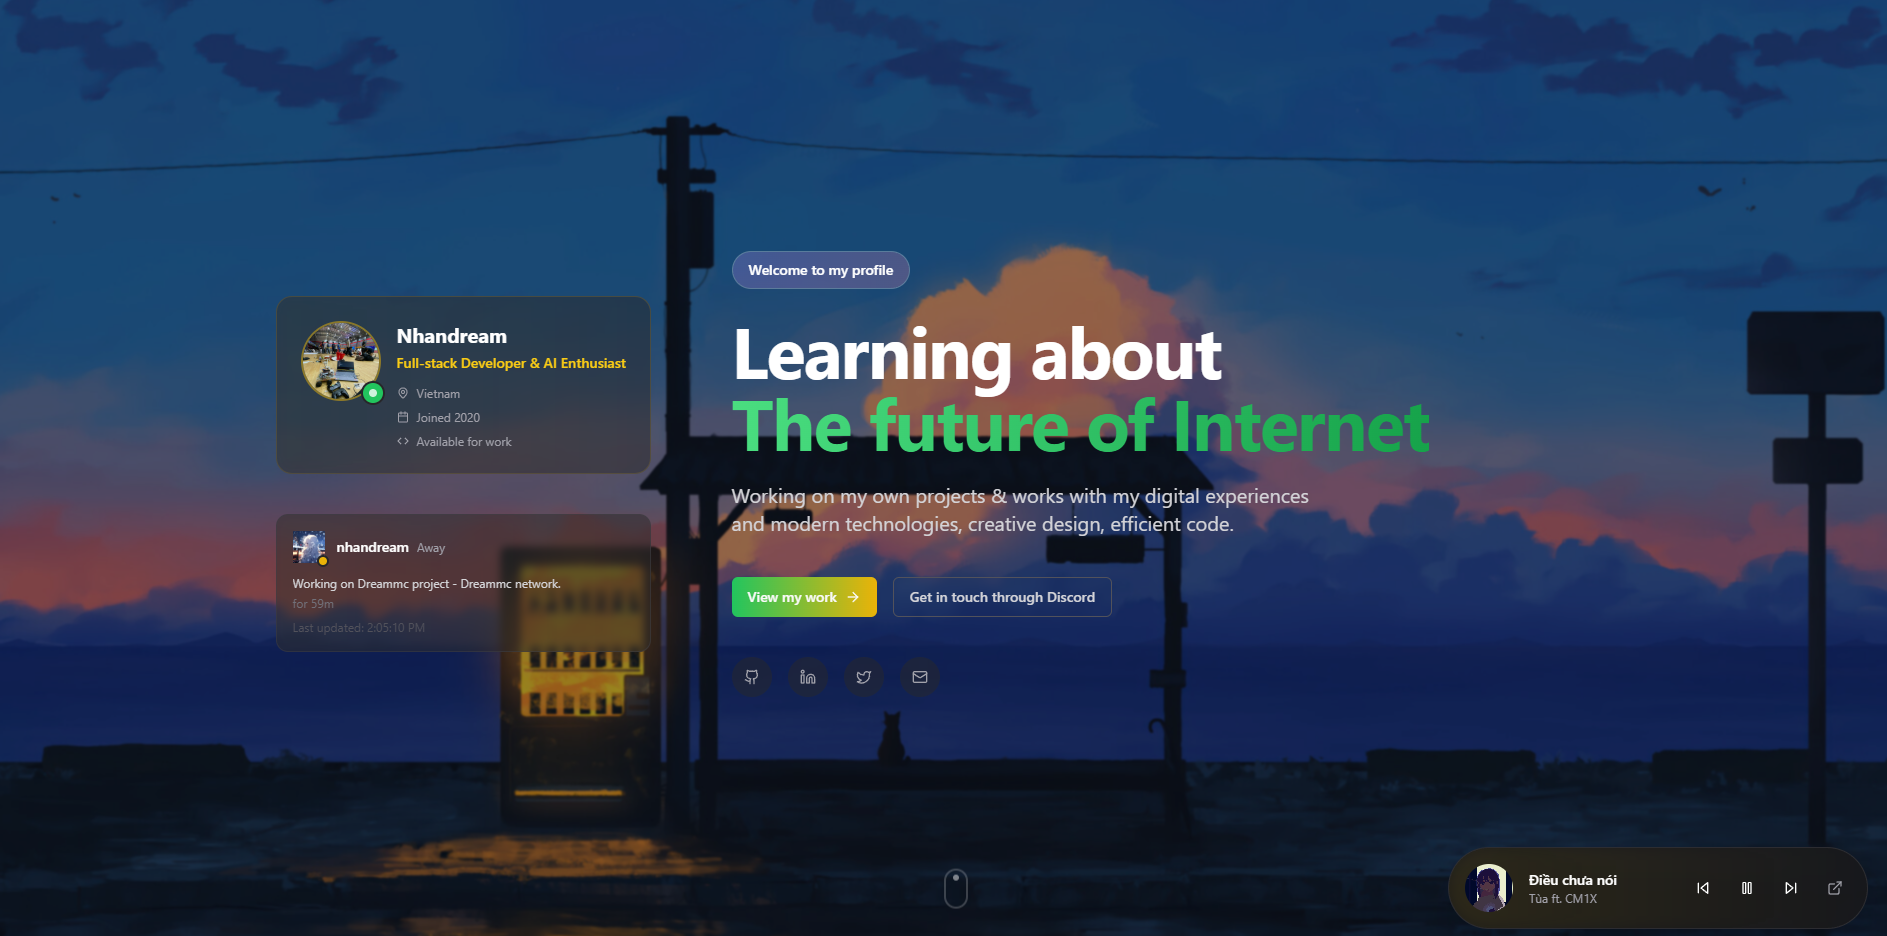 Welcome to my profile
Nhandream
Full-stack Developer & AI Enthusiast
Vietnam
Joined 2020
Available for work
nhandream Away
Working on Dreammc project - Dreammc network.
for 59m
Last updated: 2:05:10 PM
Learning about
The future of Internet
Working on my own projects & works with my digital experiences
and modern technologies, creative design, efficient code.
View my work
Get in touch through Discord
Điều chưa nói
Tùa ft. CM1X